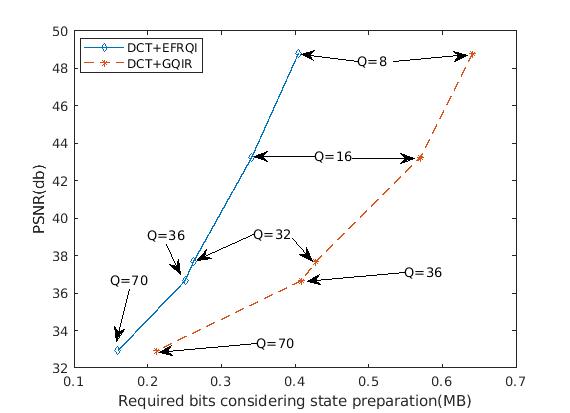 50
48
46
44
42
40
38
36
34
32
PSNR(db)
DCT+EFRQI
DCT+GQIR
Q=8
Q=16
Q=36
Q=32
Q=70
Q=36
Q=70
0.1 0.2 0.3 0.4 0.5 0.6 0.7
Required bits considering state preparation(MB)